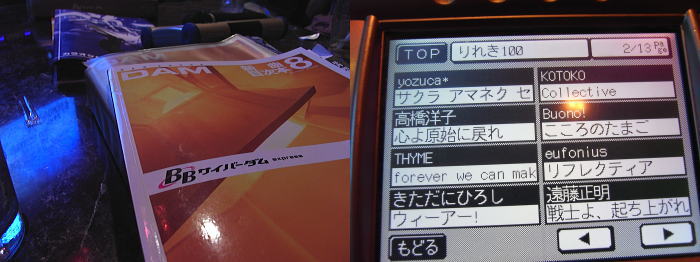 DAM
8
BBサイバーダム express
TOP
りれき100
2/13 Page
yozuca*
サクラ アマネク セ
高橋洋子
心よ原始に戻れ
THYME
forever we can mak
きただにひろし
ウィーアー!
KOTOKO
Collective
Buono!
こころのたまご
eufonius
リフレクティア
遠藤正明
戦士よ、起ち上がれ
もどる